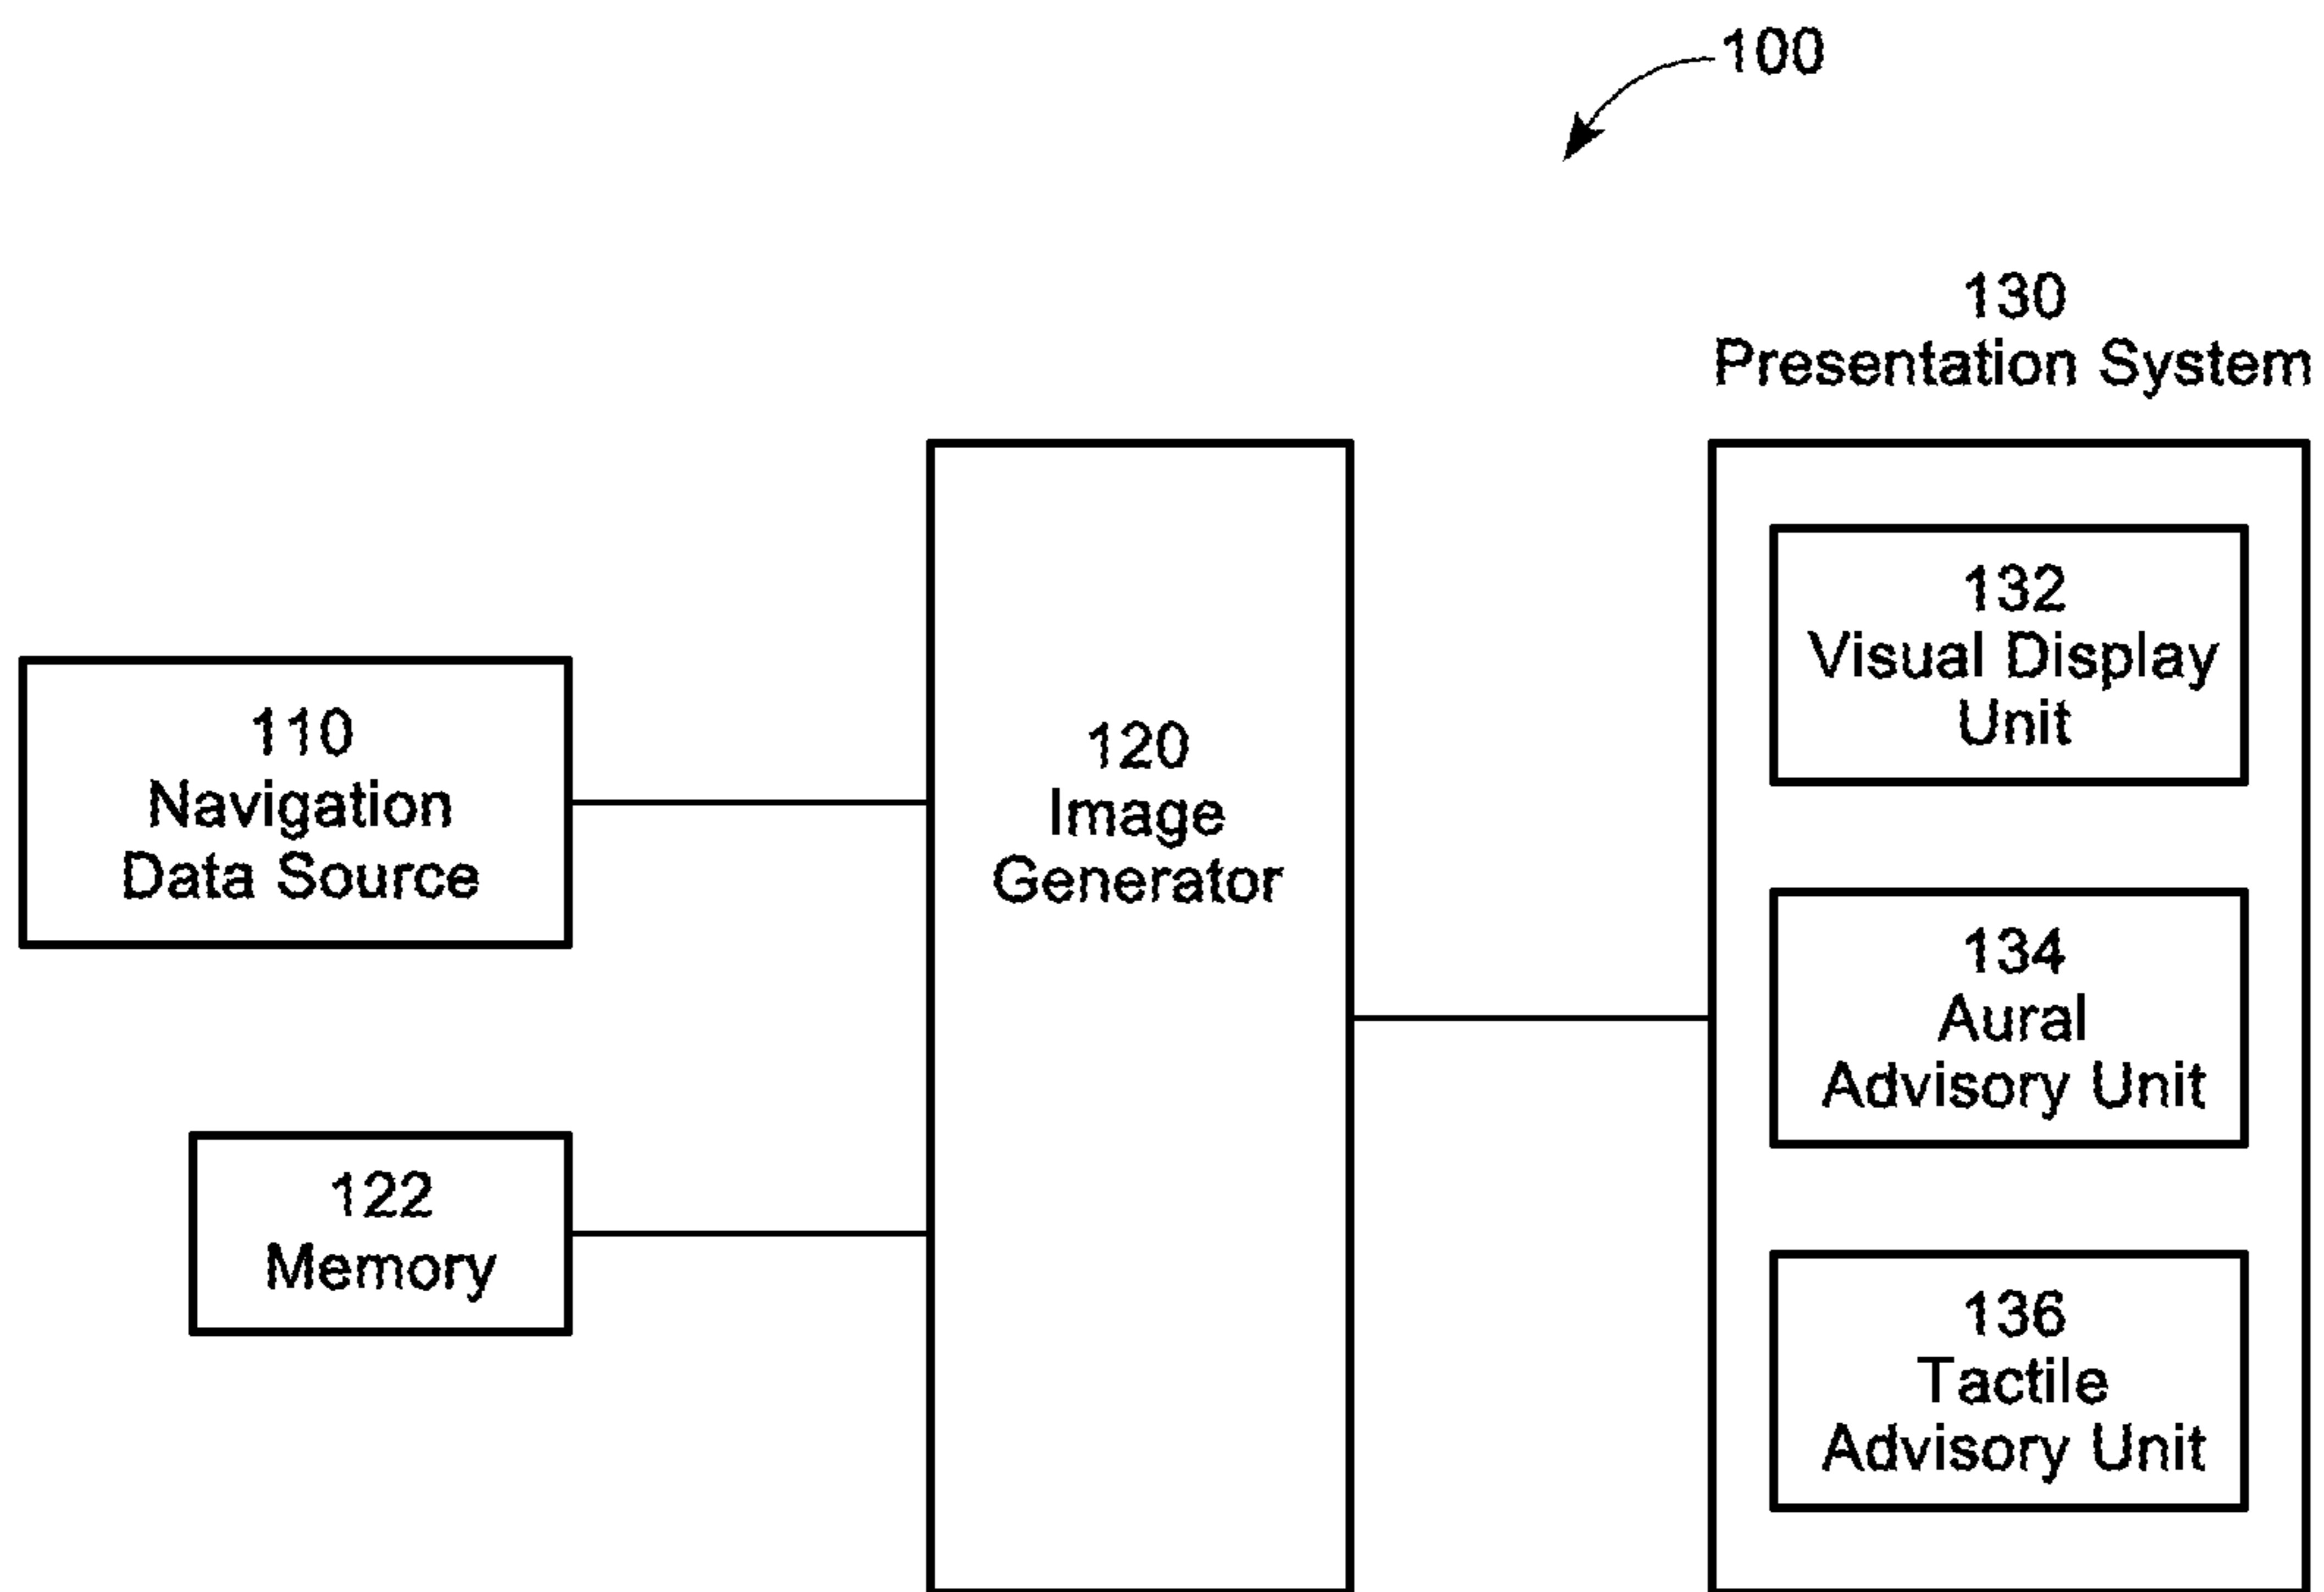 100
130
Presentation System
132
Visual Display
Unit
110
Navigation
Data Source
120
Image
Generator
134
Aural
Advisory Unit
122
Memory
136
Tactile
Advisory Unit